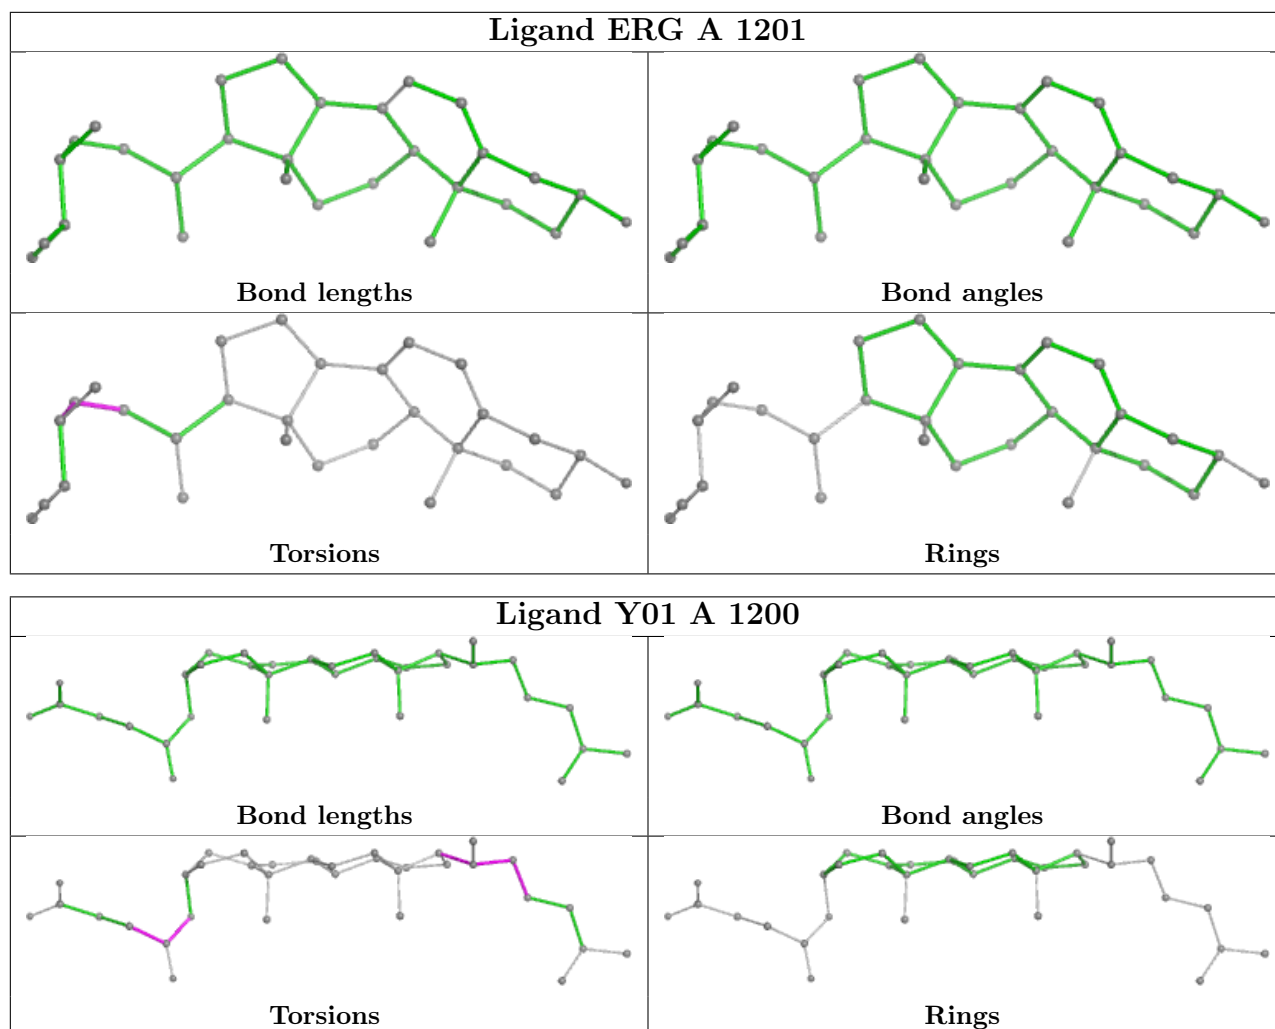 Ligand ERG A 1201
Bond lengths
Bond angles
Torsions
Rings
Ligand Y01 A 1200
Bond lengths
Bond angles
Torsions
Rings